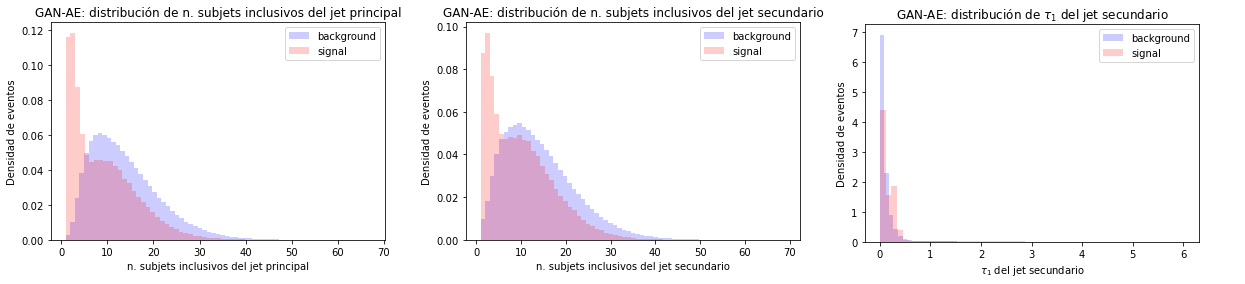 GAN-AE: distribución de n. subjets inclusivos del jet principal
Densidad de eventos
0.12
0.10
0.08
0.06
0.04
0.02
0.00
background
signal
0 10 20 30 40 50 60 70
n. subjets inclusivos del jet principal
GAN-AE: distribución de n. subjets inclusivos del jet secundario
Densidad de eventos
0.10
0.08
0.06
0.04
0.02
0.00
background
signal
0 10 20 30 40 50 60 70
n. subjets inclusivos del jet secundario
GAN-AE: distribución de τ₁ del jet secundario
Densidad de eventos
7
6
5
4
3
2
1
0
background
signal
0 1 2 3 4 5 6
τ₁ del jet secundario